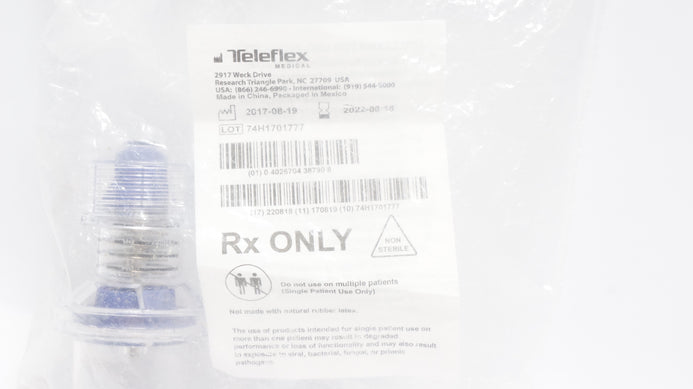 Teleflex
MEDICAL
2917 Weck Drive
Research Triangle Park, NC 27709 USA
USA: (866) 246-6990 - International: (919) 544-8000
Made in China, Packaged in Mexico
2017-08-19 2022-08-18
LOT 74H1701777
(01) 0 4026704 38790 8
(17) 220818 (11) 170819 (10) 74H1701777
Rx ONLY
NON
STERILE
Do not use on multiple patients
(Single Patient Use Only)
Not made with natural rubber latex.
The use of products intended for single patient use on
more than one patient may result in degraded
performance or loss of functionality and may also result
in exposure to viral, bacterial, fungal, or prionic
pathogens.